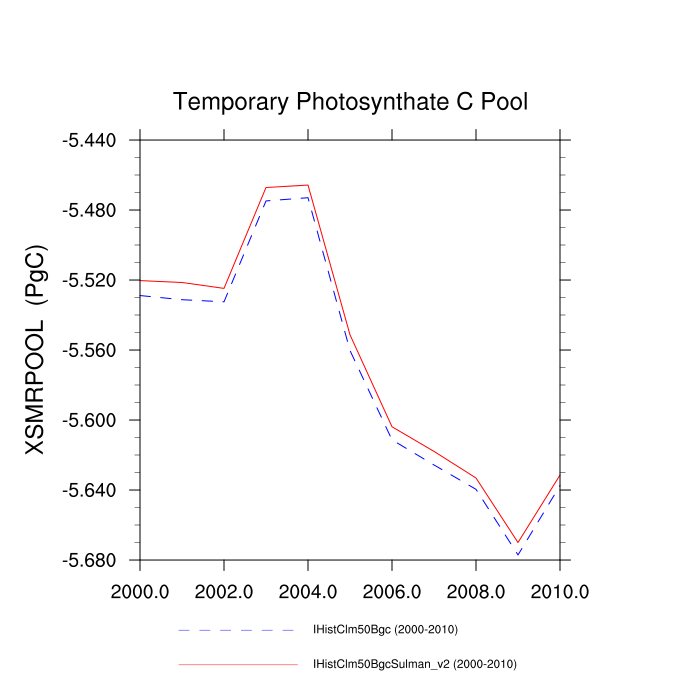 Temporary Photosynthate C Pool
XSMRPOOL (PgC)
-5.440
-5.480
-5.520
-5.560
-5.600
-5.640
-5.680
2000.0 2002.0 2004.0 2006.0 2008.0 2010.0
IHistClm50Bgc (2000-2010)
IHistClm50BgcSulman_v2 (2000-2010)